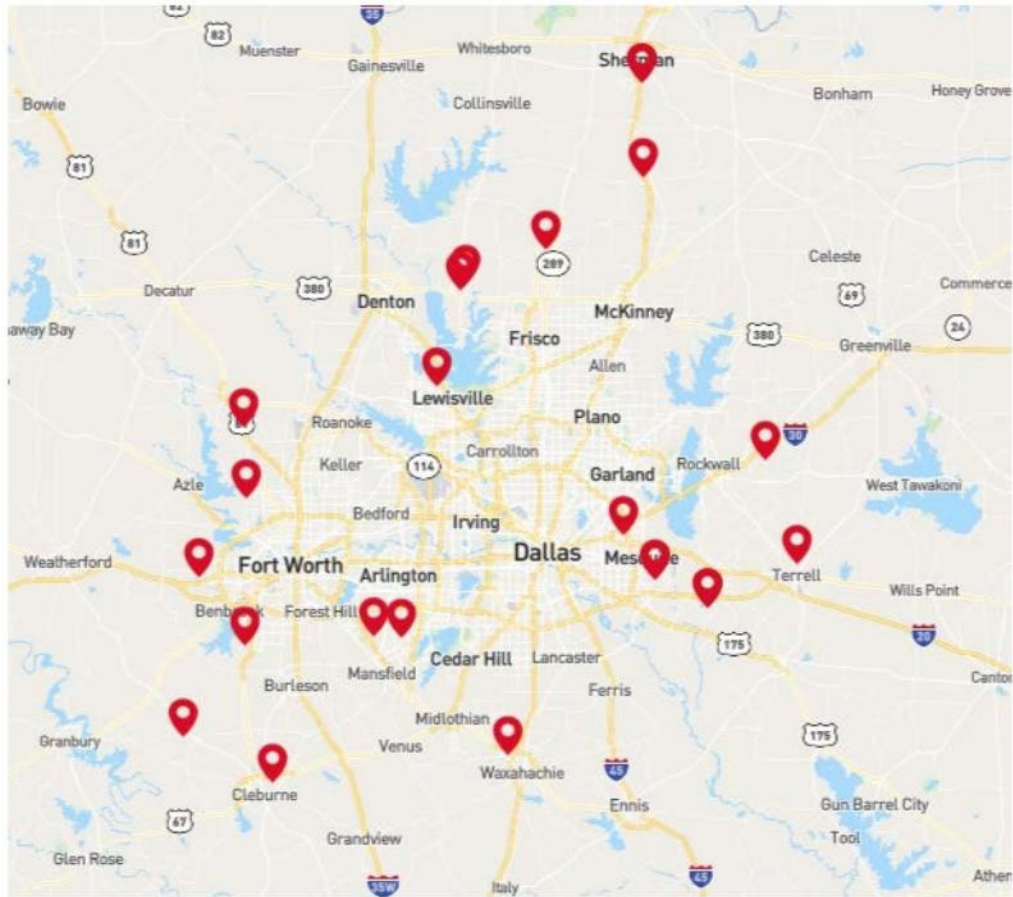 82
35
82
Muenster
Whitesboro
Gainesville
Bonham
Honey Grove
Collinsville
Bowie
81
81
289
Celeste
Decatur
380
Denton
69
Commerce
McKinney
24
Frisco
380
Greenville
Allen
Lewisville
Plano
Roanoke
30
Carrollton
Keller
114
Garland
Rockwall
Azle
West Tawakoni
Bedford
Irving
Dallas
Weatherford
Fort Worth
Arlington
Terrell
Wills Point
Forest Hill
20
175
Cedar Hill
Lancaster
Mansfield
Burleson
Ferris
Midlothian
Granbury
Venus
175
Waxahachie
45
Cleburne
Ennis
Gun Barrel City
67
Tool
Grandview
Glen Rose
35W
45
Italy